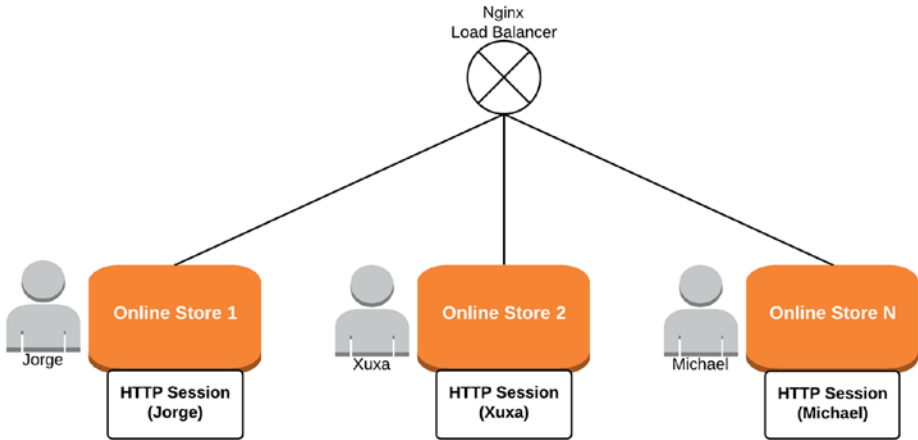 Nginx
Load Balancer
Online Store 1
Online Store 2
Online Store N
Jorge
Xuxa
Michael
HTTP Session
(Jorge)
HTTP Session
(Xuxa)
HTTP Session
(Michael)